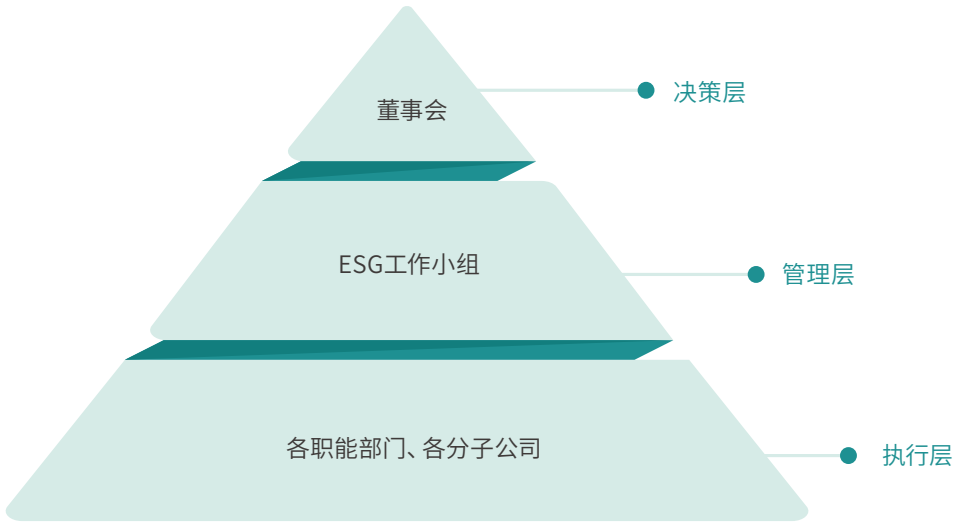 董事会
决策层
ESG工作小组
管理层
各职能部门、各分子公司
执行层